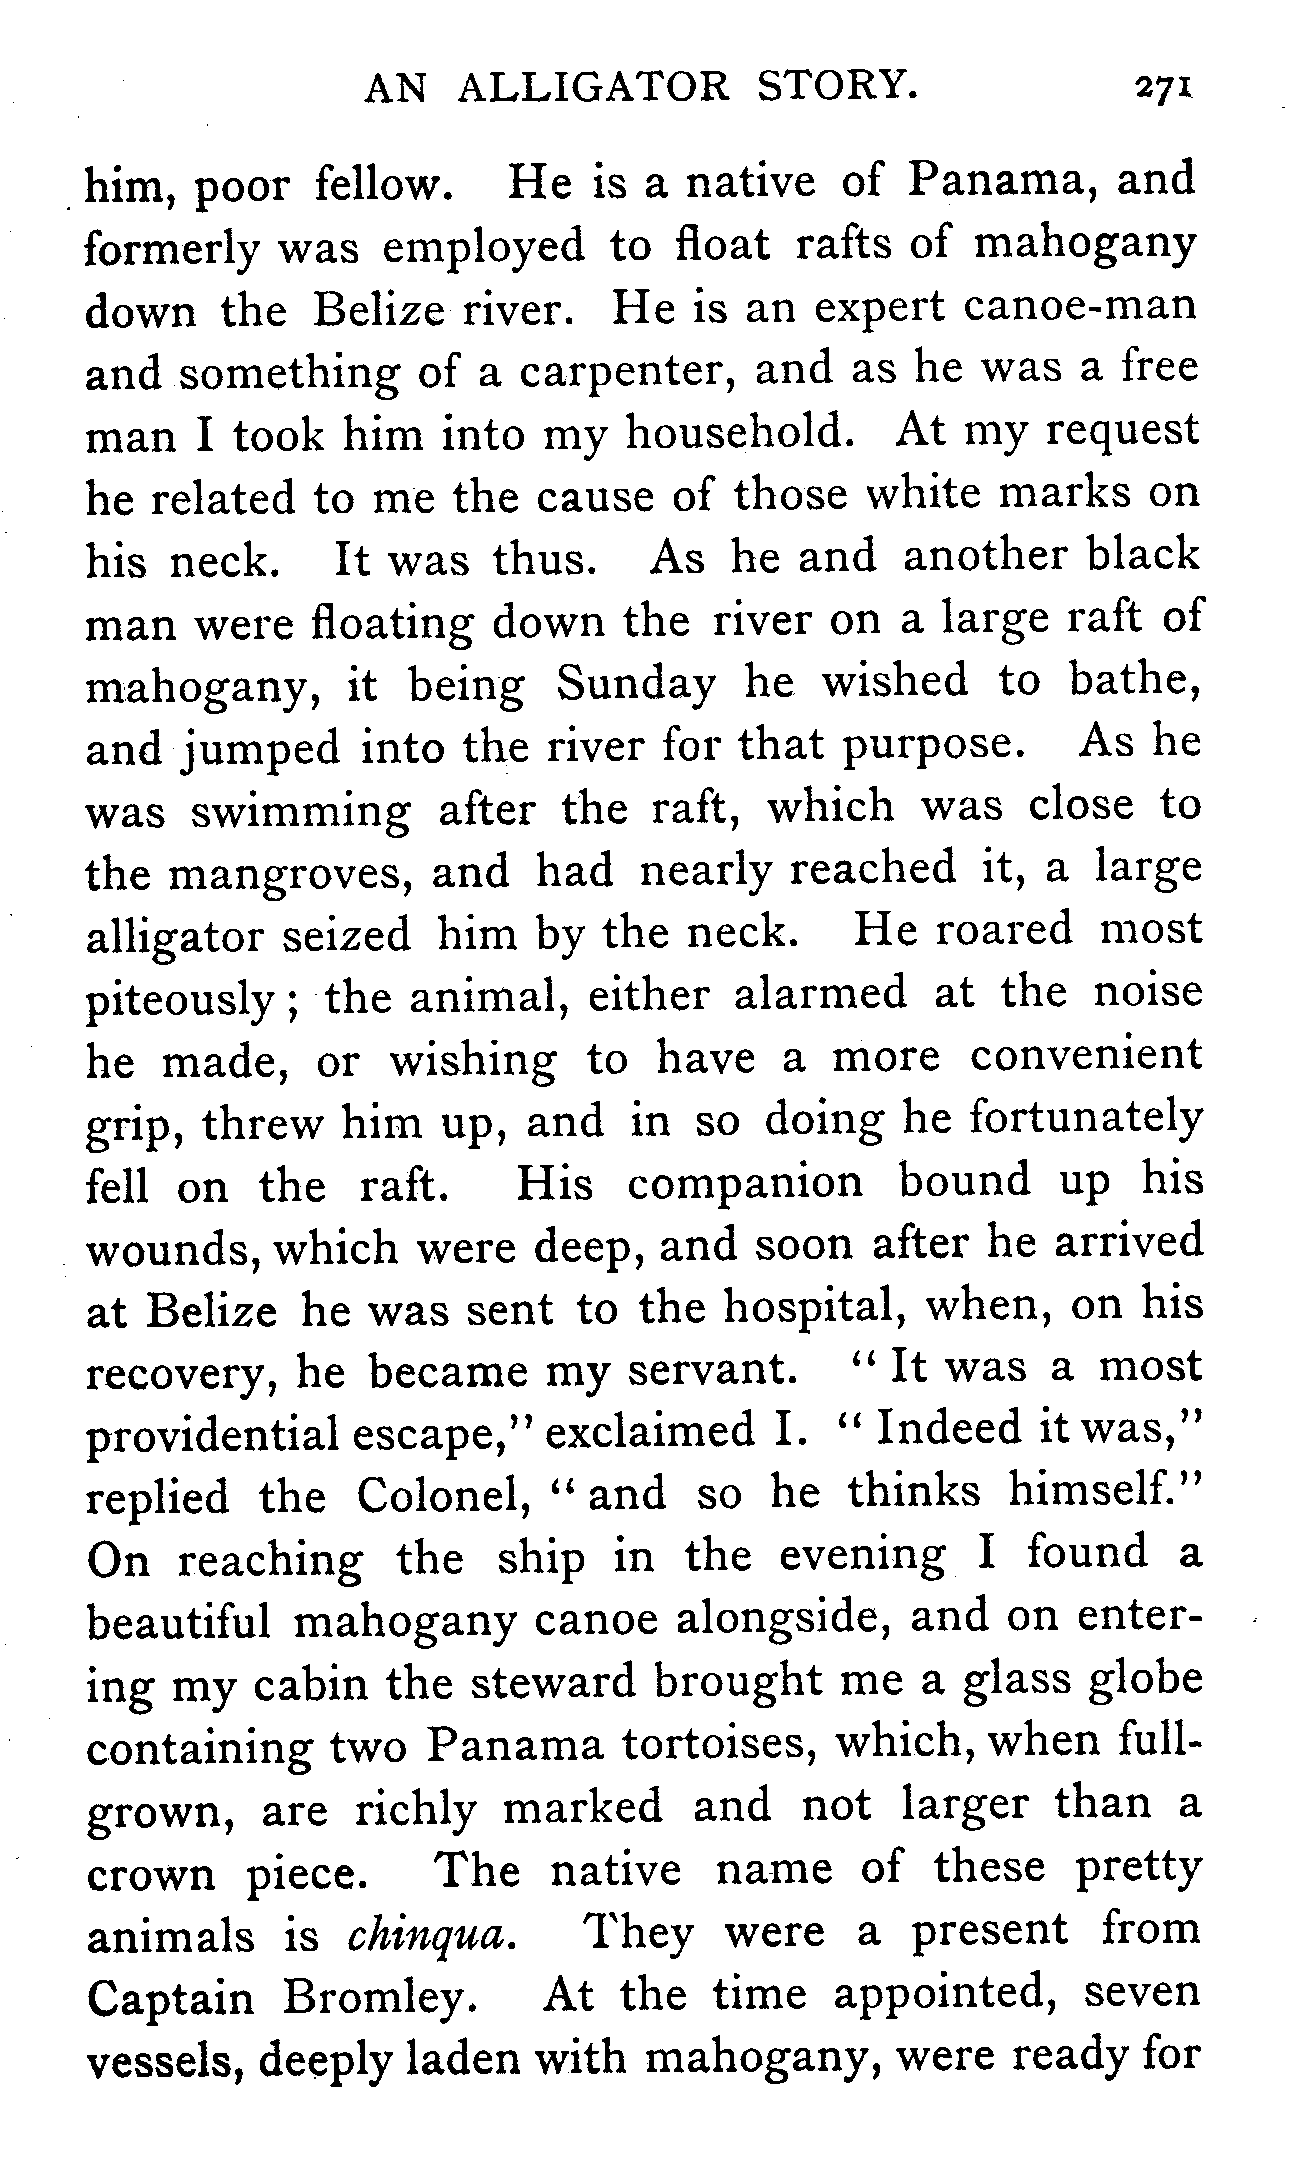 AN ALLIGATOR STORY. 271
him, poor fellow. He is a native of Panama, and
formerly was employed to float rafts of mahogany
down the Belize river. He is an expert canoe-man
and something of a carpenter, and as he was a free
man I took him into my household. At my request
he related to me the cause of those white marks on
his neck. It was thus. As he and another black
man were floating down the river on a large raft of
mahogany, it being Sunday he wished to bathe,
and jumped into the river for that purpose. As he
was swimming after the raft, which was close to
the mangroves, and had nearly reached it, a large
alligator seized him by the neck. He roared most
piteously ; the animal, either alarmed at the noise
he made, or wishing to have a more convenient
grip, threw him up, and in so doing he fortunately
fell on the raft. His companion bound up his
wounds, which were deep, and soon after he arrived
at Belize he was sent to the hospital, when, on his
recovery, he became my servant. “ It was a most
providential escape,” exclaimed I. “ Indeed it was,”
replied the Colonel, “ and so he thinks himself.”
On reaching the ship in the evening I found a
beautiful mahogany canoe alongside, and on enter-
ing my cabin the steward brought me a glass globe
containing two Panama tortoises, which, when full-
grown, are richly marked and not larger than a
crown piece. The native name of these pretty
animals is chinqua. They were a present from
Captain Bromley. At the time appointed, seven
vessels, deeply laden with mahogany, were ready for